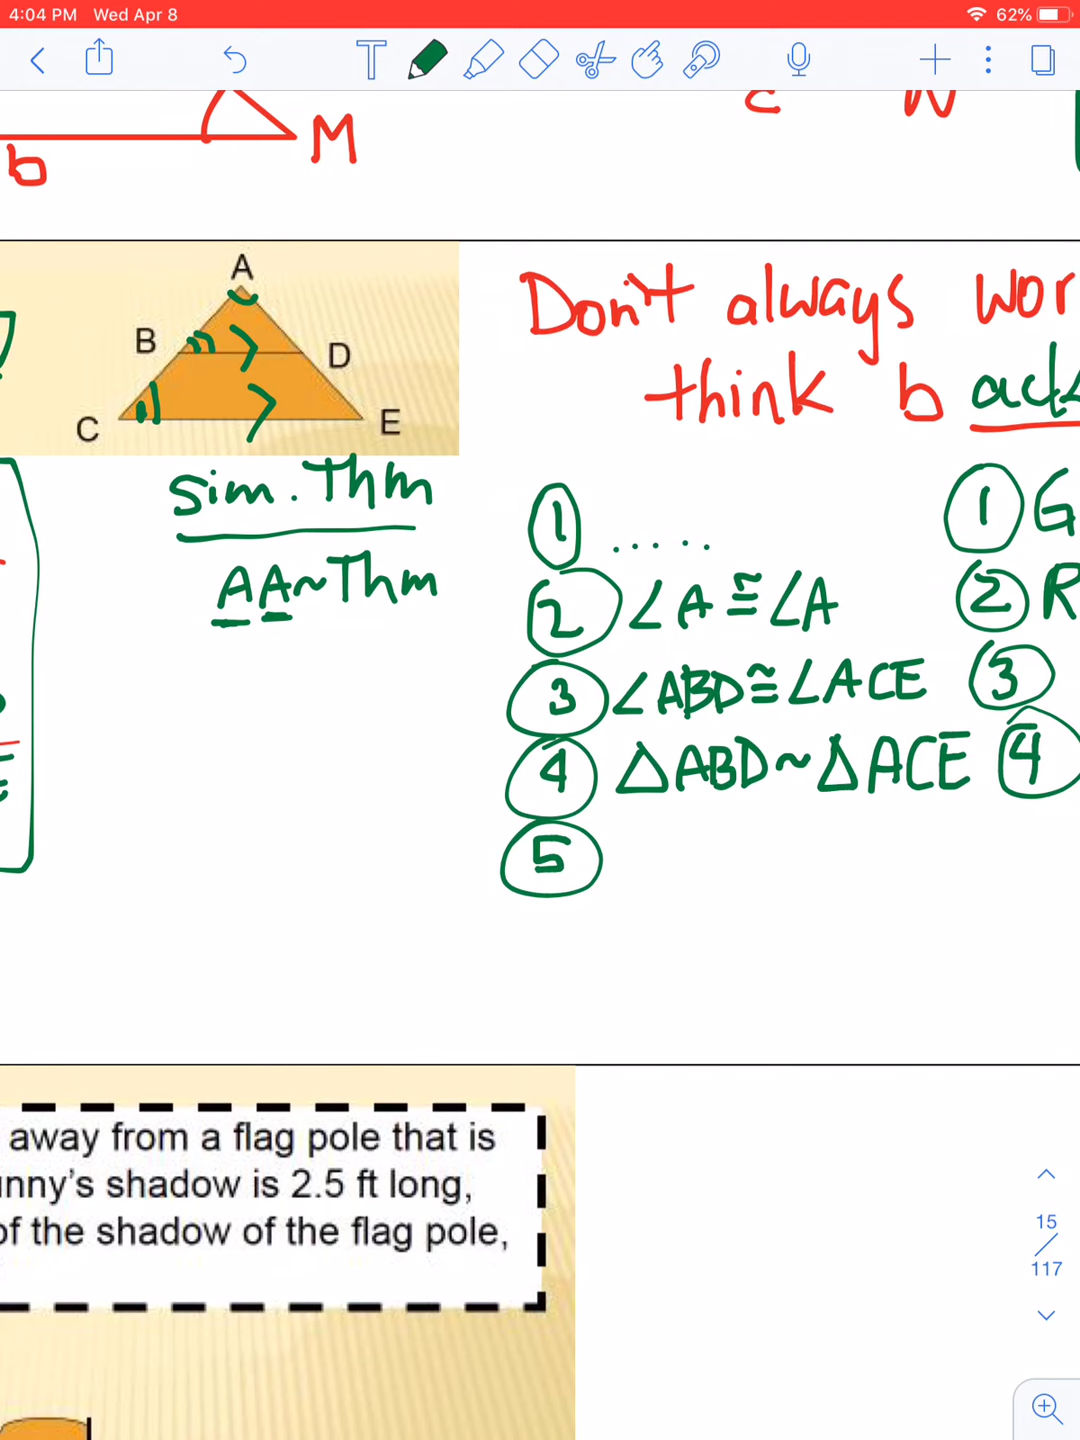 4:04 PM Wed Apr 8
62%
T
b
M
A
B
D
C
E
Don't always
think b
sim. Thm
AA~Thm
1 .....
1 G
2 ∠A ≅ ∠A
2 R
3 ∠ABD ≅ ∠ACE
3
4 △ABD ~ △ACE
4
5
away from a flag pole that is
shadow is 2.5 ft long,
of the shadow of the flag pole,
15
/
117